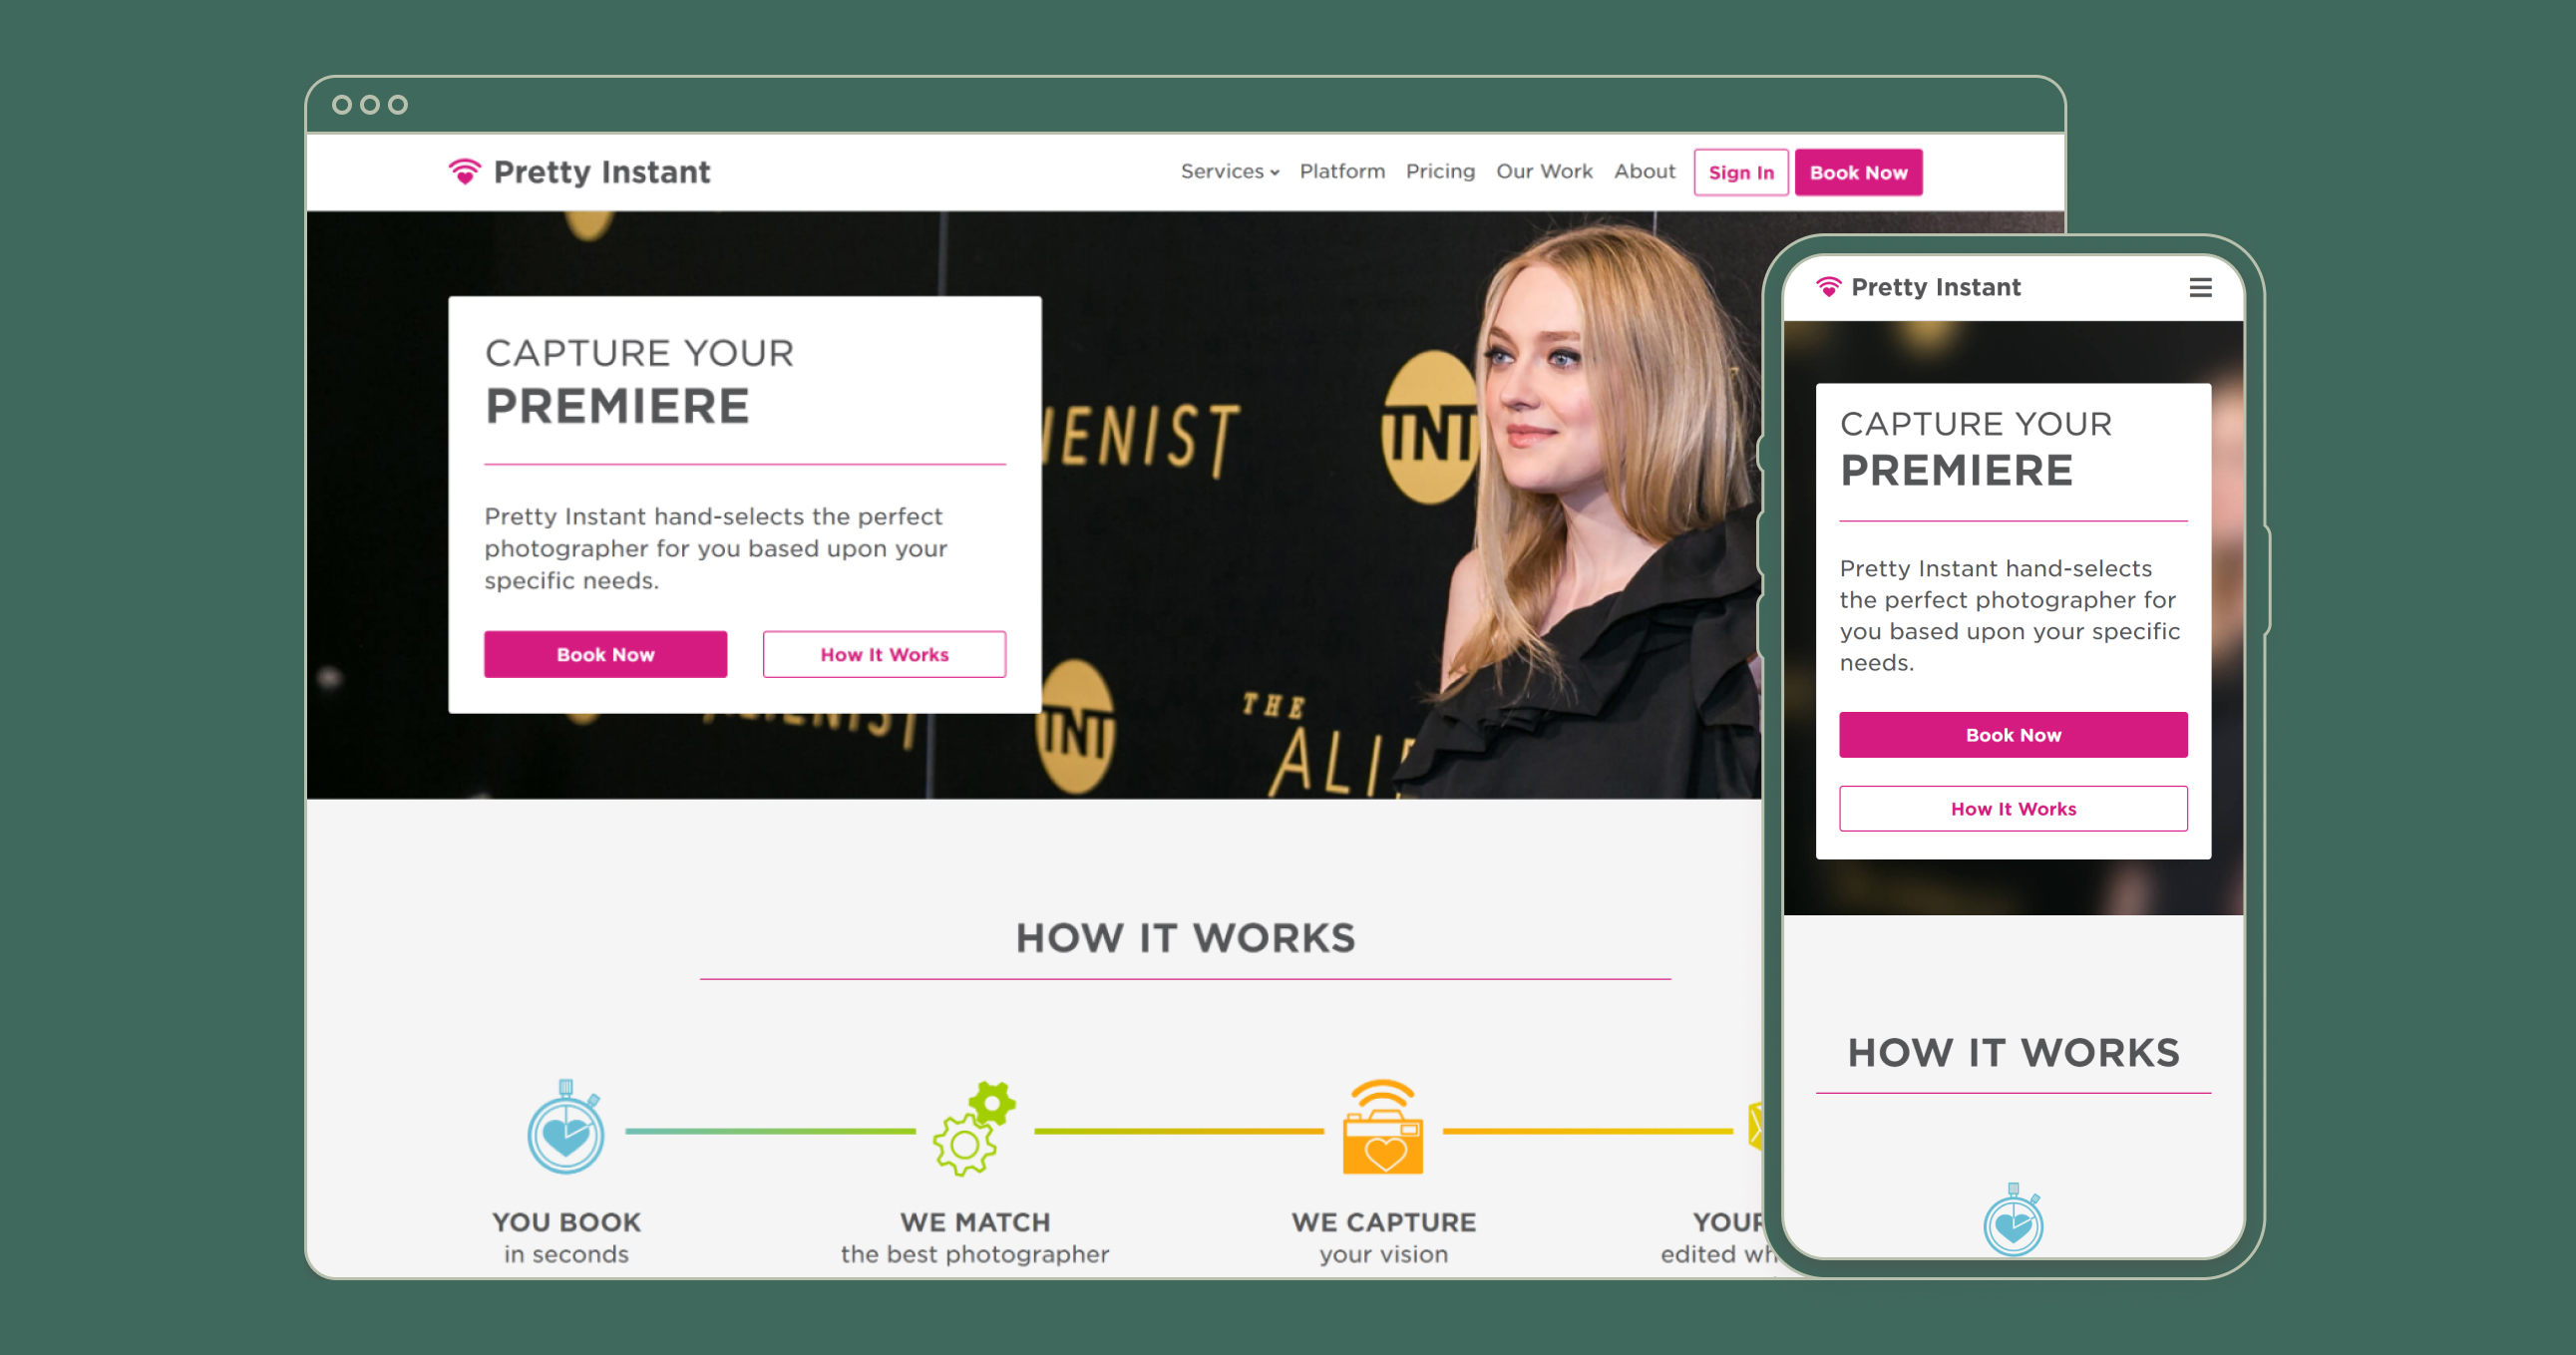 Pretty Instant
Services Platform Pricing Our Work About Sign In Book Now
CAPTURE YOUR
PREMIERE
Pretty Instant hand-selects the perfect
photographer for you based upon your
specific needs.
Book Now How It Works
IENIST
TNT
ALIENIST
TNT
THE
ALI
HOW IT WORKS
YOU BOOK
in seconds
WE MATCH
the best photographer
WE CAPTURE
your vision
YOUR
edited
Pretty Instant
CAPTURE YOUR
PREMIERE
Pretty Instant hand-selects
the perfect photographer for
you based upon your specific
needs.
Book Now
How It Works
HOW IT WORKS